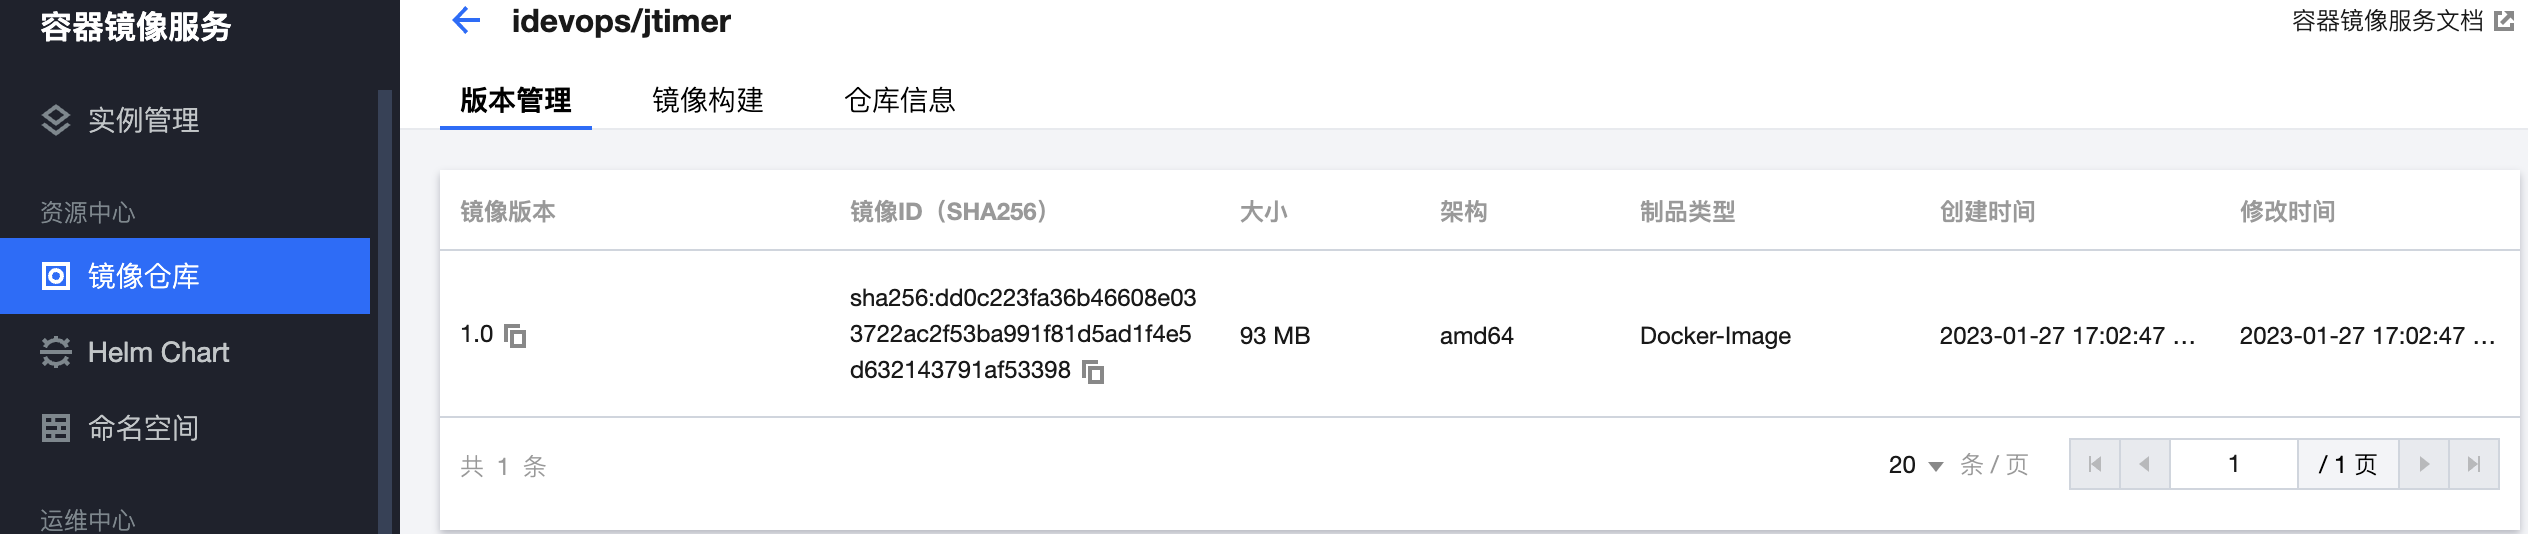 容器镜像服务
实例管理
资源中心
镜像仓库
Helm Chart
命名空间
运维中心
idevops/jtimer
容器镜像服务文档
版本管理 镜像构建 仓库信息
镜像版本 镜像ID（SHA256） 大小 架构 制品类型 创建时间 修改时间
1.0 sha256:dd0c223fa36b46608e03
3722ac2f53ba991f81d5ad1f4e5
d632143791af53398 93 MB amd64 Docker-Image 2023-01-27 17:02:47 ... 2023-01-27 17:02:47 ...
共 1 条 20 条 / 页 1 / 1 页